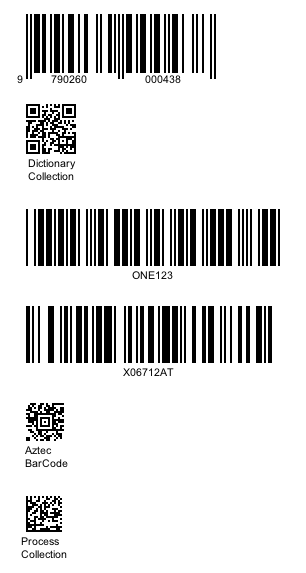 9 790260 000438
Dictionary
Collection
ONE123
X06712AT
Aztec
BarCode
Process
Collection